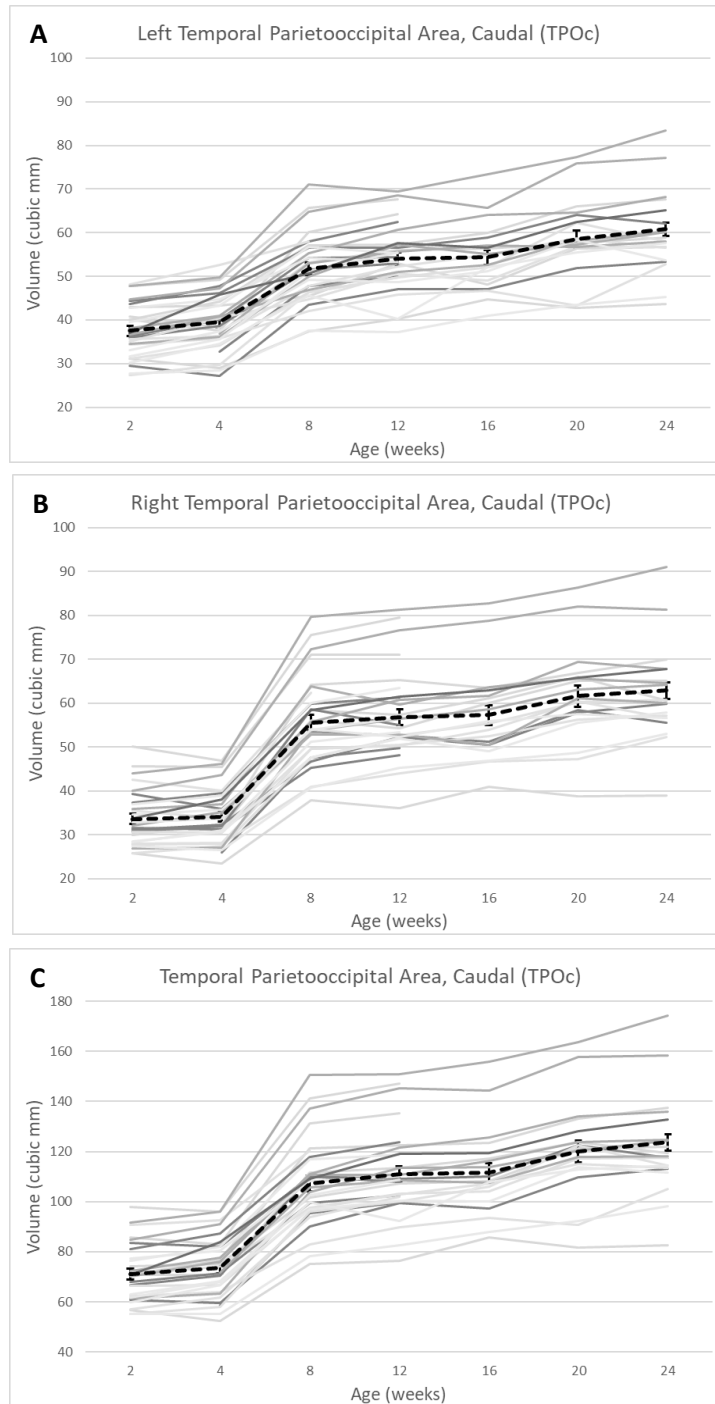 A
Left Temporal Parietooccipital Area, Caudal (TPOc)
100
90
80
70
60
50
40
30
20
Volume (cubic mm)
2 4 8 12 16 20 24
Age (weeks)
B
Right Temporal Parietooccipital Area, Caudal (TPOc)
100
90
80
70
60
50
40
30
20
Volume (cubic mm)
2 4 8 12 16 20 24
Age (weeks)
C
Temporal Parietooccipital Area, Caudal (TPOc)
180
160
140
120
100
80
60
40
Volume (cubic mm)
2 4 8 12 16 20 24
Age (weeks)